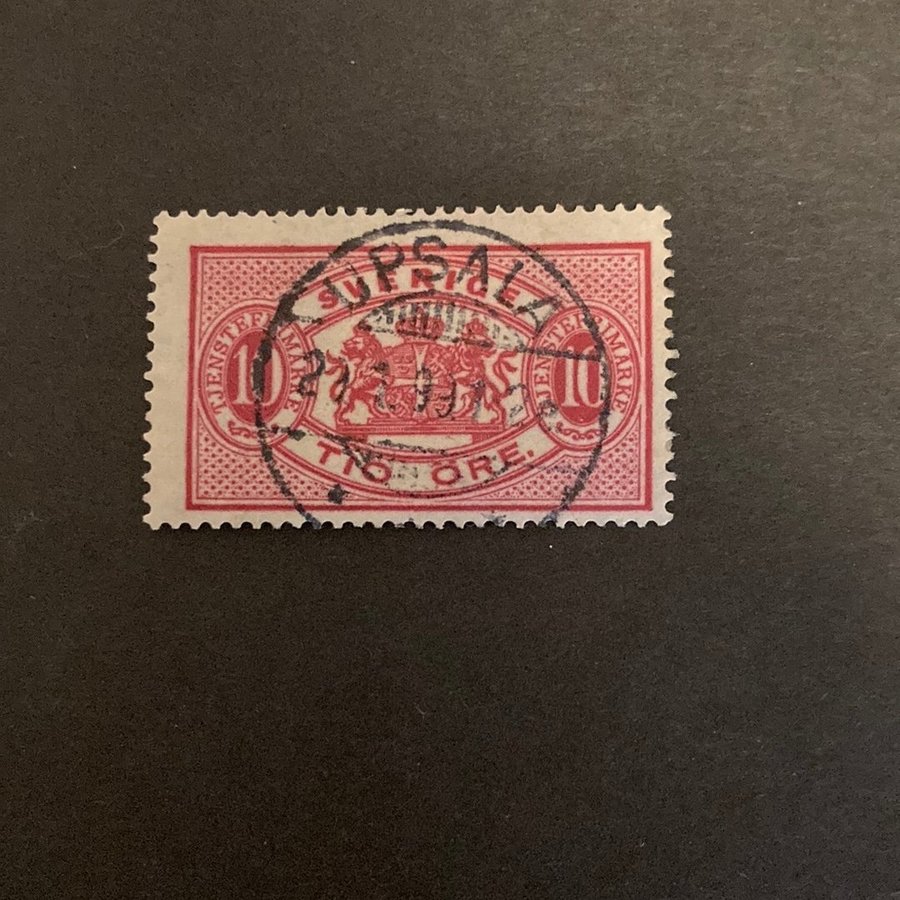 UPSALA
SVERIGE
TJENSTEFRIMÄRKE
10
TJENSTEFRIMÄRKE
10
TIO ÖRE.